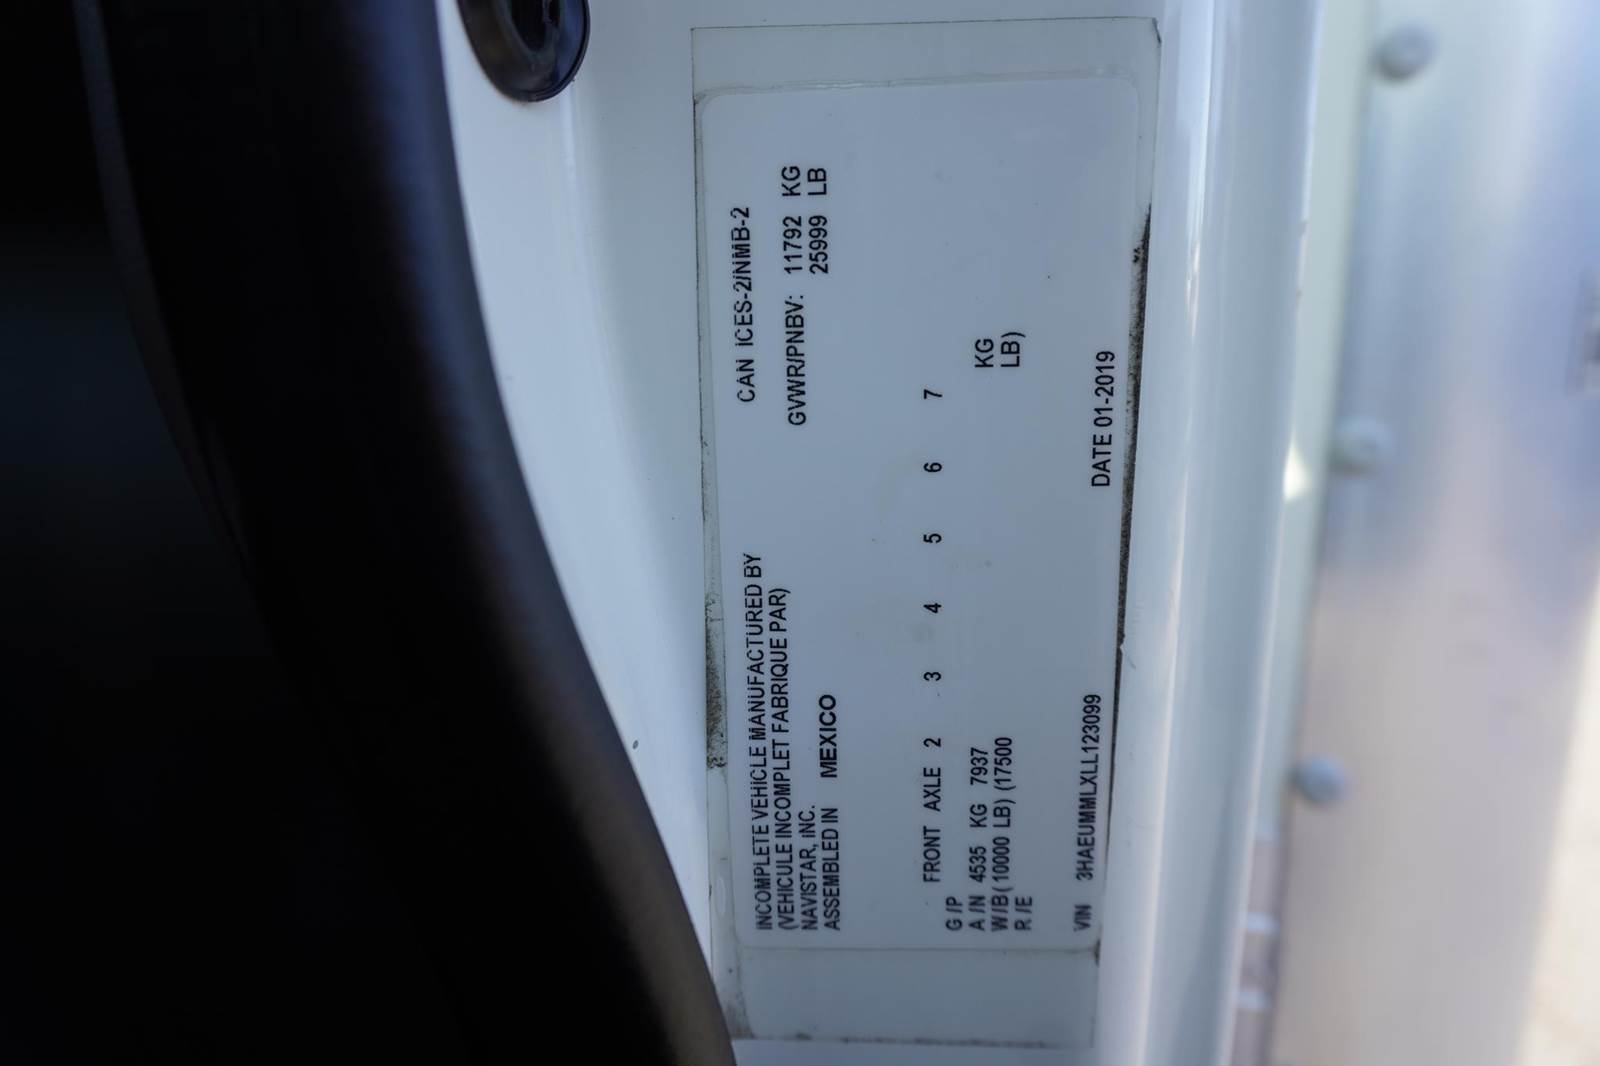 INCOMPLETE VEHICLE MANUFACTURED BY
(VEHICULE INCOMPLET FABRIQUE PAR)
NAVISTAR, INC.
ASSEMBLED IN MEXICO
CAN ICES-2/NMB-2
GVWR/PNBV: 11792 KG
25999 LB
FRONT AXLE 2 3 4 5 6 7
G/P
A/N 4535 KG 7937 KG
W/B( 10000 LB) (17500 LB)
R/E
VIN 3HAEUMMLXLL123099 DATE 01-2019